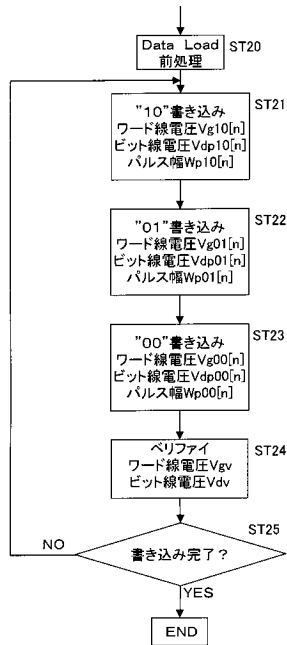 Data Load
前処理
ST20
"10"書き込み
ワード線電圧Vg10[n]
ビット線電圧Vdp10[n]
パルス幅Wp10[n]
ST21
"01"書き込み
ワード線電圧Vg01[n]
ビット線電圧Vdp01[n]
パルス幅Wp01[n]
ST22
"00"書き込み
ワード線電圧Vg00[n]
ビット線電圧Vdp00[n]
パルス幅Wp00[n]
ST23
ベリファイ
ワード線電圧Vgv
ビット線電圧Vdv
ST24
ST25
NO
書き込み完了?
YES
END